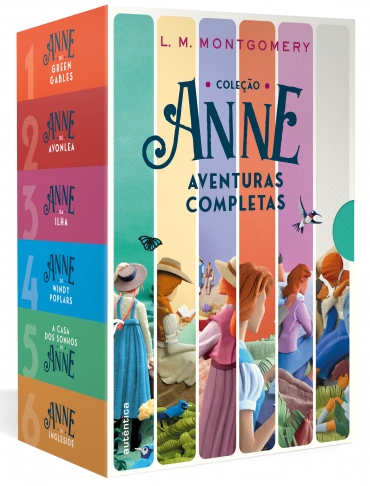 L. M. MONTGOMERY
COLEÇÃO
ANNE
AVENTURAS
COMPLETAS
autêntica
1
ANNE
DE
GREEN
GABLES
2
ANNE
DE
AVONLEA
3
ANNE
DA
ILHA
4
ANNE
DE
WINDY
POPLARS
5
A CASA
DOS SONHOS
DE
ANNE
6
ANNE
DE
INGLESIDE